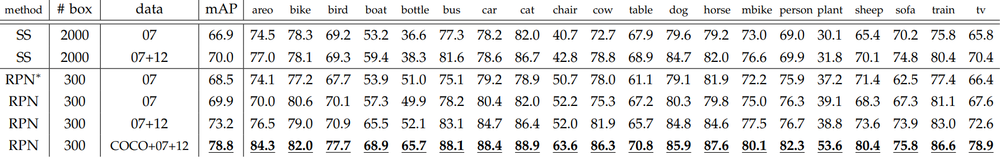 method # box data mAP areo bike bird boat bottle bus car cat chair cow table dog horse mbike person plant sheep sofa train tv
SS 2000 07 66.9 74.5 78.3 69.2 53.2 36.6 77.3 78.2 82.0 40.7 72.7 67.9 79.6 79.2 73.0 69.0 30.1 65.4 70.2 75.8 65.8
SS 2000 07+12 70.0 77.0 78.1 69.3 59.4 38.3 81.6 78.6 86.7 42.8 78.8 68.9 84.7 82.0 76.6 69.9 31.8 70.1 74.8 80.4 70.4
RPN* 300 07 68.5 74.1 77.2 67.7 53.9 51.0 75.1 79.2 78.9 50.7 78.0 61.1 79.1 81.9 72.2 75.9 37.2 71.4 62.5 77.4 66.4
RPN 300 07 69.9 70.0 80.6 70.1 57.3 49.9 78.2 80.4 82.0 52.2 75.3 67.2 80.3 79.8 75.0 76.3 39.1 68.3 67.3 81.1 67.6
RPN 300 07+12 73.2 76.5 79.0 70.9 65.5 52.1 83.1 84.7 86.4 52.0 81.9 65.7 84.8 84.6 77.5 76.7 38.8 73.6 73.9 83.0 72.6
RPN 300 COCO+07+12 78.8 84.3 82.0 77.7 68.9 65.7 88.1 88.4 88.9 63.6 86.3 70.8 85.9 87.6 80.1 82.3 53.6 80.4 75.8 86.6 78.9